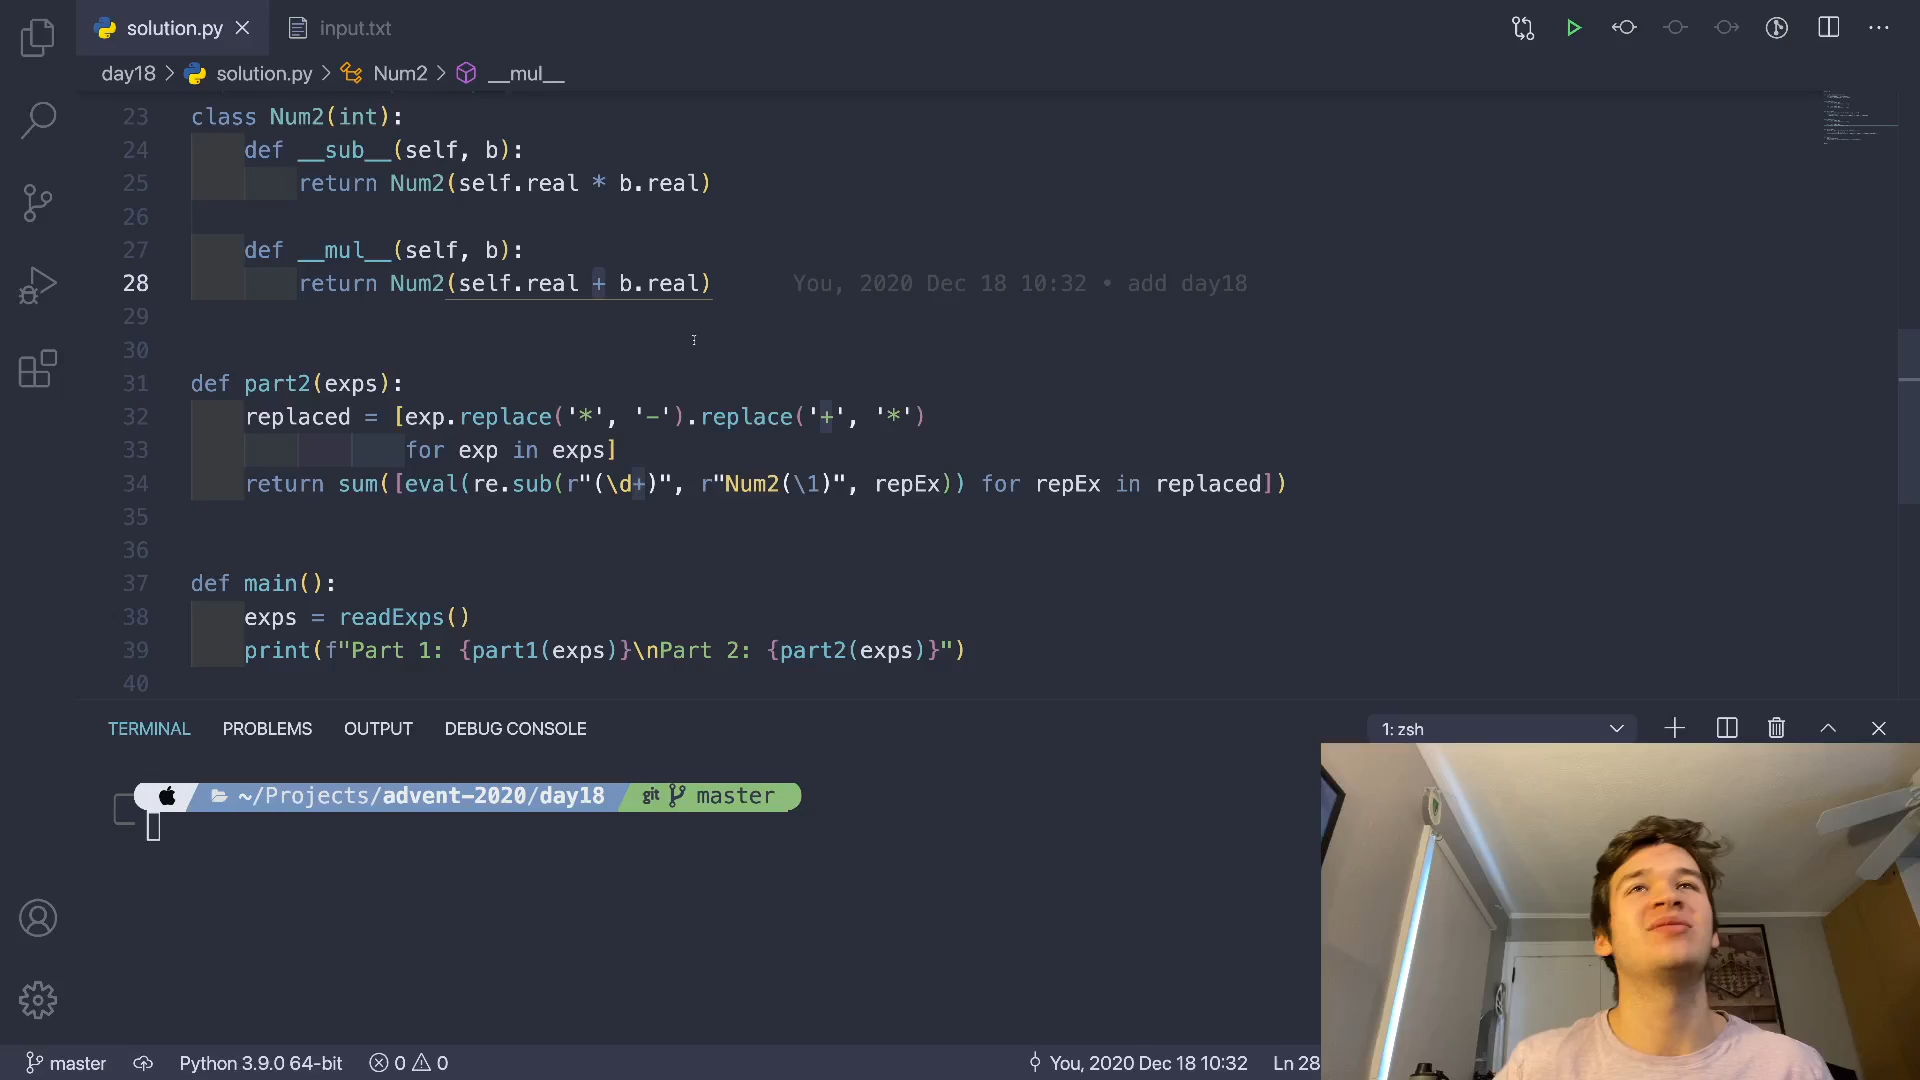 solution.py
input.txt
day18 > solution.py > Num2 > __mul__
23 class Num2(int):
24 def __sub__(self, b):
25 return Num2(self.real * b.real)
26
27 def __mul__(self, b):
28 return Num2(self.real + b.real) You, 2020 Dec 18 10:32 • add day18
29
30
31 def part2(exps):
32 replaced = [exp.replace('*', '-').replace('+', '*')
33 for exp in exps]
34 return sum([eval(re.sub(r"(\d+)", r"Num2(\1)", repEx)) for repEx in replaced])
35
36
37 def main():
38 exps = readExps()
39 print(f"Part 1: {part1(exps)}\nPart 2: {part2(exps)}")
40
TERMINAL PROBLEMS OUTPUT DEBUG CONSOLE 1: zsh
~/Projects/advent-2020/day18 git master
master Python 3.9.0 64-bit 0 0 You, 2020 Dec 18 10:32 Ln 28